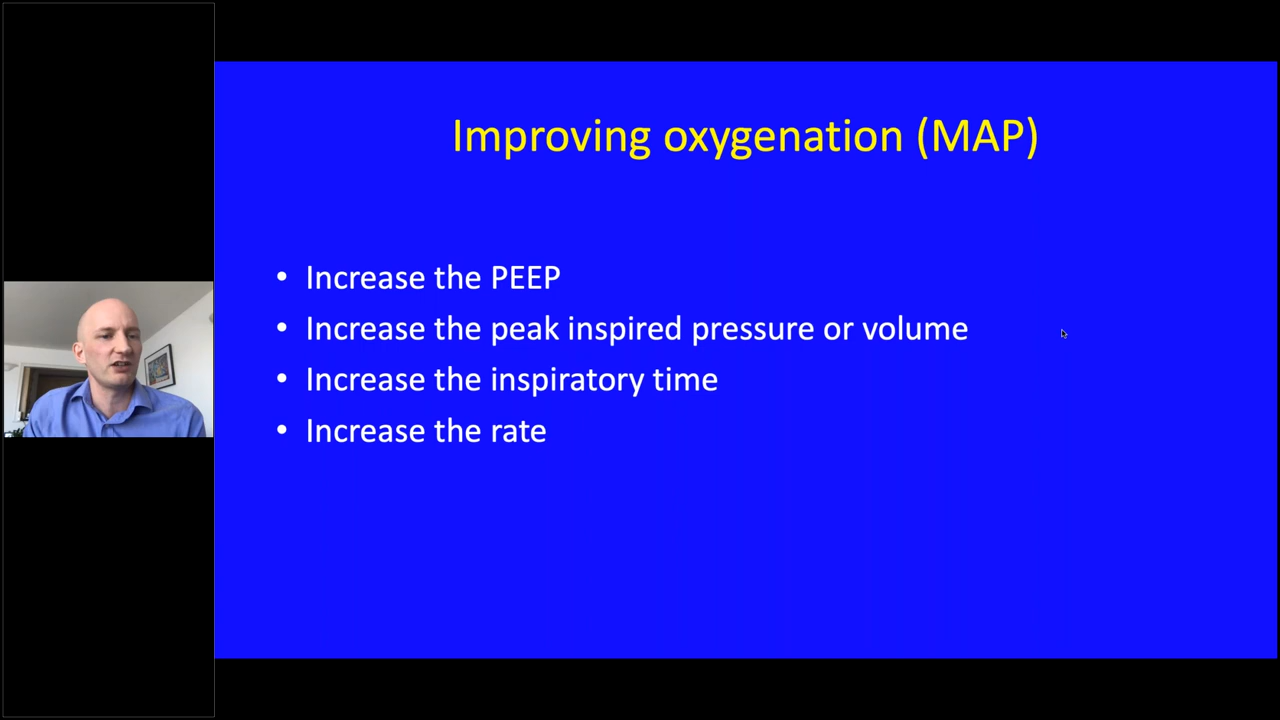 Improving oxygenation (MAP)
• Increase the PEEP
• Increase the peak inspired pressure or volume
• Increase the inspiratory time
• Increase the rate